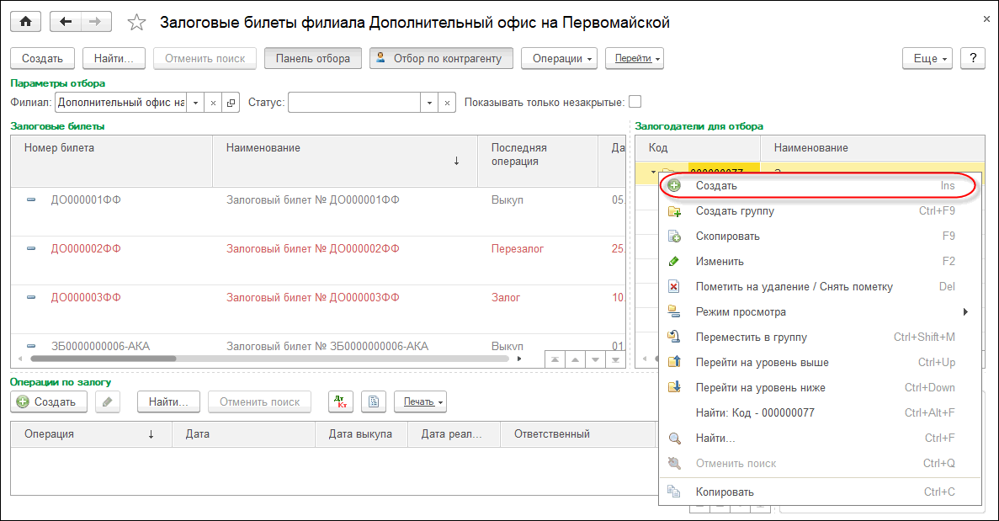 Залоговые билеты филиала Дополнительный офис на Первомайской
Создать Найти... Отменить поиск Панель отбора Отбор по контрагенту Операции Перейти Еще ?
Параметры отбора
Филиал: Дополнительный офис на Статус: Показывать только незакрытые:
Залоговые билеты Залогодатели для отбора
Номер билета Наименование Последняя операция Да Код Наименование
ДО000001ФФ Залоговый билет № ДО000001ФФ Выкуп 05.
ДО000002ФФ Залоговый билет № ДО000002ФФ Перезалог 25.
ДО000003ФФ Залоговый билет № ДО000003ФФ Залог 10.
ЗБ0000000006-АКА Залоговый билет № ЗБ0000000006-АКА Выкуп 01.
000000077
Создать Ins
Создать группу Ctrl+F9
Скопировать F9
Изменить F2
Пометить на удаление / Снять пометку Del
Режим просмотра
Переместить в группу Ctrl+Shift+M
Перейти на уровень выше Ctrl+Up
Перейти на уровень ниже Ctrl+Down
Найти: Код - 000000077 Ctrl+Alt+F
Найти... Ctrl+F
Отменить поиск Ctrl+Q
Копировать Ctrl+C
Операции по залогу
Создать Найти... Отменить поиск Дт Кт Печать
Операция Дата Дата выкупа Дата реал... Ответственный